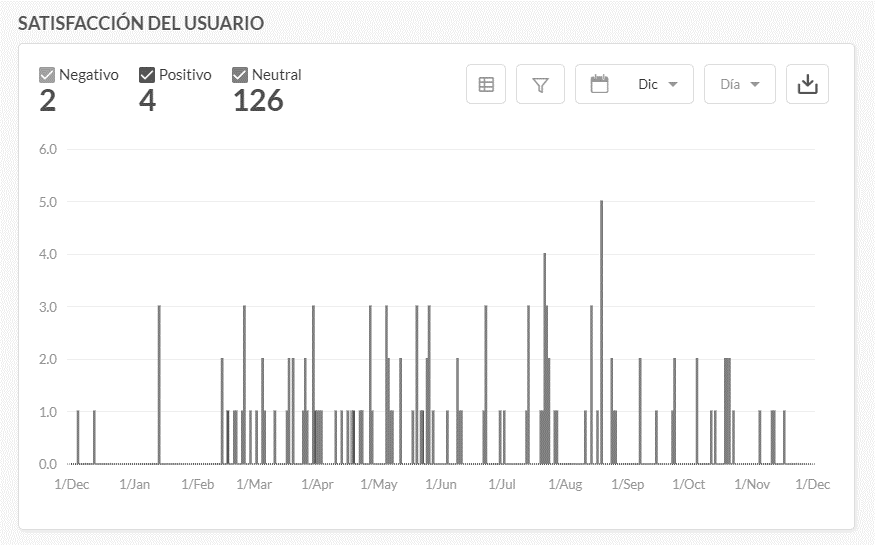 SATISFACCIÓN DEL USUARIO
Negativo Positivo Neutral
2 4 126
Dic Día
6.0
5.0
4.0
3.0
2.0
1.0
0.0
1/Dec 1/Jan 1/Feb 1/Mar 1/Apr 1/May 1/Jun 1/Jul 1/Aug 1/Sep 1/Oct 1/Nov 1/Dec